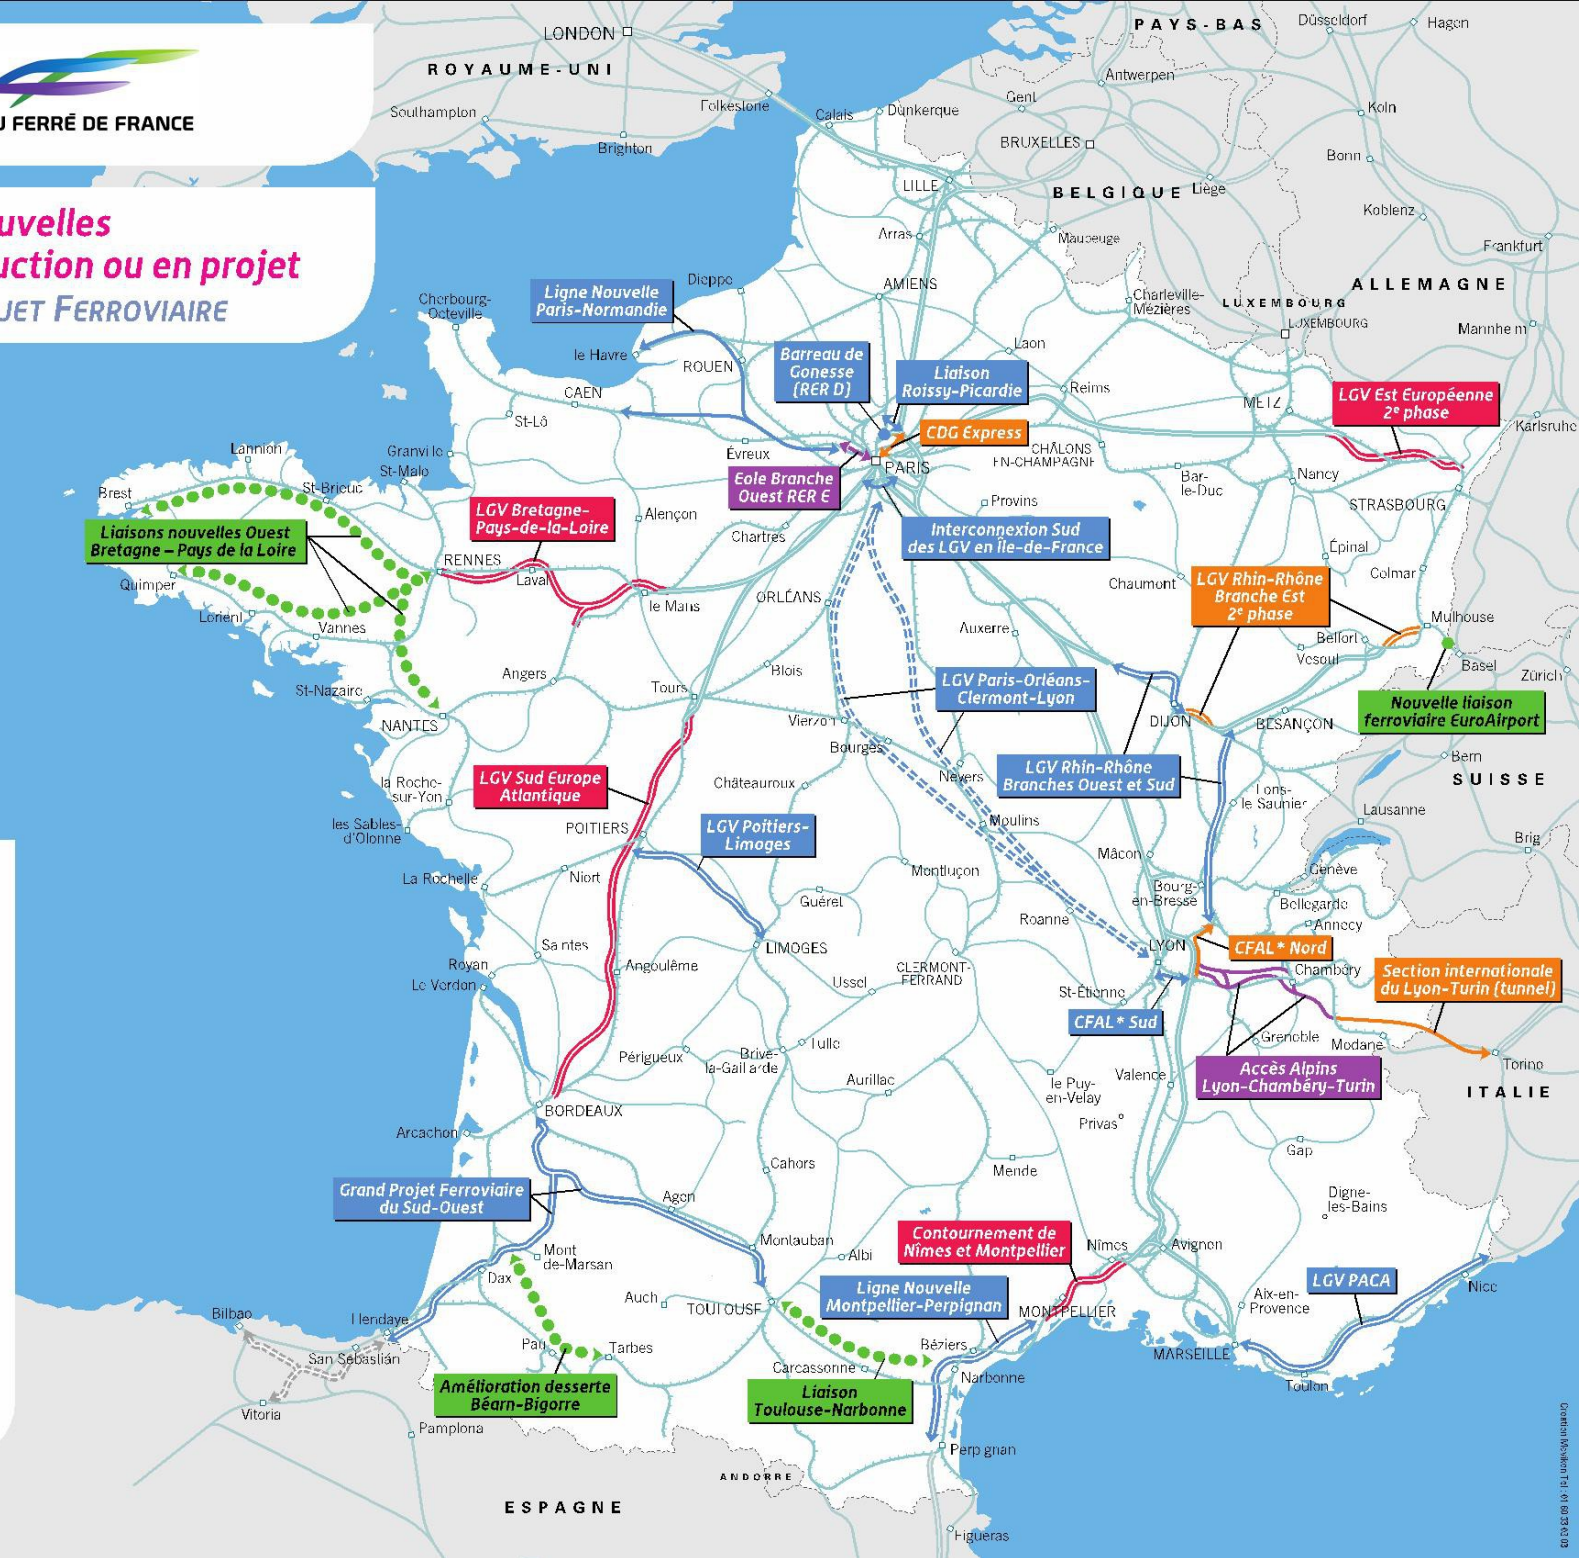 J FERRÉ DE FRANCE
uvelles
uction ou en projet
JET FERROVIAIRE
PAYS-BAS
Düsseldorf
Hagen
LONDON
ROYAUME-UNI
Antwerpen
Southampton
Folkestone
Calais
Dunkerque
Gent
Koln
Brighton
BRUXELLES
Bonn
LILLE
BELGIQUE
Liège
Koblenz
Arras
Maubeuge
Frankfurt
Dieppe
AMIENS
ALLEMAGNE
Ligne Nouvelle
Paris-Normandie
Cherbourg-
Octeville
Charleville-
Mézières
LUXEMBOURG
LUXEMBOURG
Mannheim
le Havre
ROUEN
Barreau de
Gonesse
(RER D)
Laon
Liaison
Roissy-Picardie
Reims
CAEN
METZ
LGV Est Européenne
2e phase
St-Lô
Karlsruhe
CDG Express
Lannion
Granville
St-Malo
Évreux
PARIS
CHÂLONS
EN-CHAMPAGNE
Eole Branche
Ouest RER E
Bar-
le-Duc
Nancy
Brest
St-Brieuc
STRASBOURG
LGV Bretagne-
Pays-de-la-Loire
Alençon
Provins
Liaisons nouvelles Ouest
Bretagne – Pays de la Loire
Chartres
Interconnexion Sud
des LGV en île-de-France
RENNES
Laval
Épinal
Colmar
Quimper
le Mans
ORLÉANS
Chaumont
LGV Rhin-Rhône
Branche Est
2e phase
Lorient
Vannes
Auxerre
Mulhouse
Belfort
Vesoul
Basel
Zürich
Angers
Blois
St-Nazaire
Tours
LGV Paris-Orléans-
Clermont-Lyon
Nouvelle liaison
ferroviaire EuroAirport
NANTES
Vierzon
DIJON
BESANÇON
Bourges
Bern
SUISSE
LGV Sud Europe
Atlantique
Châteauroux
Nevers
LGV Rhin-Rhône
Branches Ouest et Sud
la Roche-
sur-Yon
Lons-
le Saunier
Lausanne
les Sables-
d'Olonne
POITIERS
LGV Poitiers-
Limoges
Moulins
Brig
Mâcon
La Rochelle
Niort
Montluçon
Genève
Guéret
Bourg-
en-Bresse
Bellegarde
Roanne
Annecy
Saintes
LIMOGES
LYON
CFAL* Nord
Royan
Le Verdon
Angoulême
Ussel
CLERMONT-
FERRAND
Chambéry
Section internationale
du Lyon-Turin (tunnel)
St-Étienne
CFAL* Sud
Grenoble
Modane
Périgueux
Brive-
la-Gaillarde
Tulle
Torino
Aurillac
le Puy-
en-Velay
Valence
Accès Alpins
Lyon-Chambéry-Turin
ITALIE
BORDEAUX
Privas
Arcachon
Gap
Cahors
Mende
Grand Projet Ferroviaire
du Sud-Ouest
Agen
Digne-
les-Bains
Montauban
Contournement de
Nîmes et Montpellier
Nîmes
Avignon
Mont
de-Marsan
Albi
Dax
Ligne Nouvelle
Montpellier-Perpignan
LGV PACA
Nice
Auch
TOULOUSE
MONTPELLIER
Aix-en-
Provence
Bilbao
Hendaye
Pau
Tarbes
Béziers
MARSEILLE
San Sebastián
Carcassonne
Narbonne
Toulon
Amélioration desserte
Béarn-Bigorre
Liaison
Toulouse-Narbonne
Vitoria
Pamplona
Perpignan
ANDORRE
ESPAGNE
Figueras